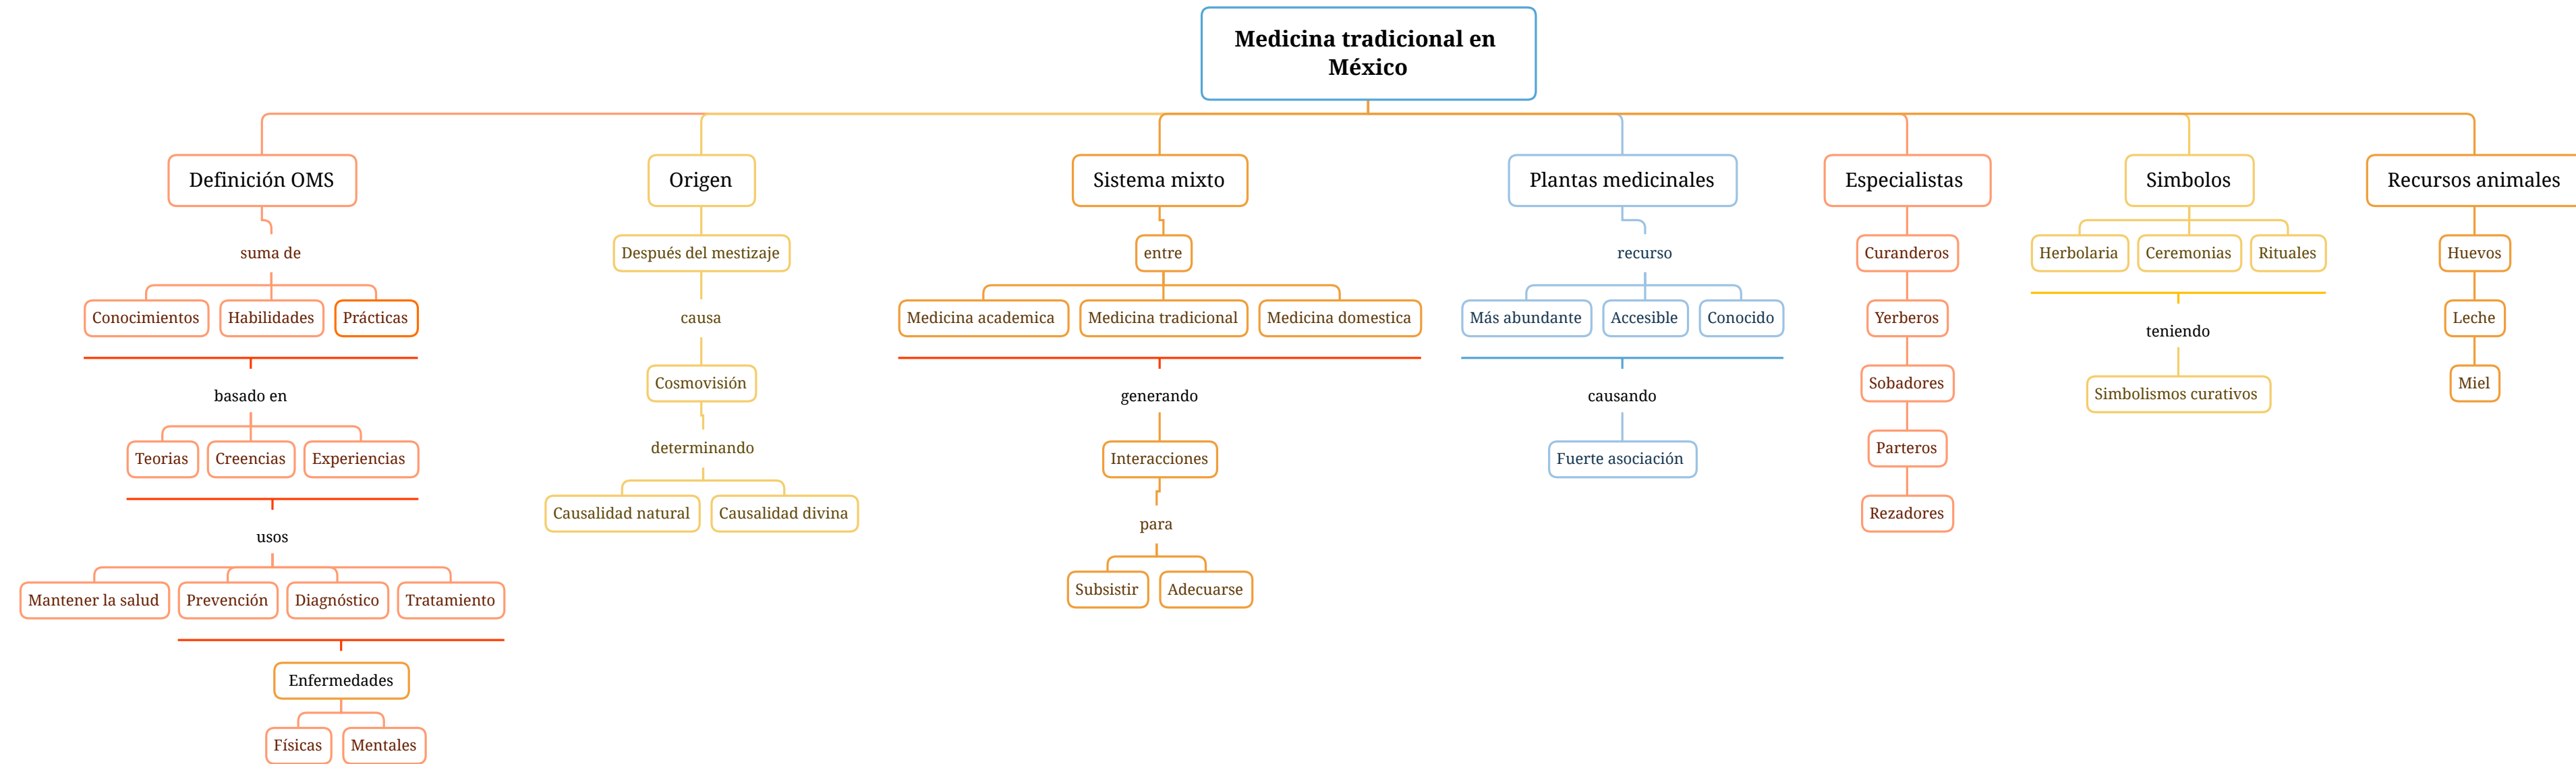 Medicina tradicional en
México
Definición OMS
suma de
Conocimientos
Habilidades
Prácticas
basado en
Teorias
Creencias
Experiencias
usos
Mantener la salud
Prevención
Diagnóstico
Tratamiento
Enfermedades
Físicas
Mentales
Origen
Después del mestizaje
causa
Cosmovisión
determinando
Causalidad natural
Causalidad divina
Sistema mixto
entre
Medicina academica
Medicina tradicional
Medicina domestica
generando
Interacciones
para
Subsistir
Adecuarse
Plantas medicinales
recurso
Más abundante
Accesible
Conocido
causando
Fuerte asociación
Especialistas
Curanderos
Yerberos
Sobadores
Parteros
Rezadores
Simbolos
Herbolaria
Ceremonias
Rituales
teniendo
Simbolismos curativos
Recursos animales
Huevos
Leche
Miel